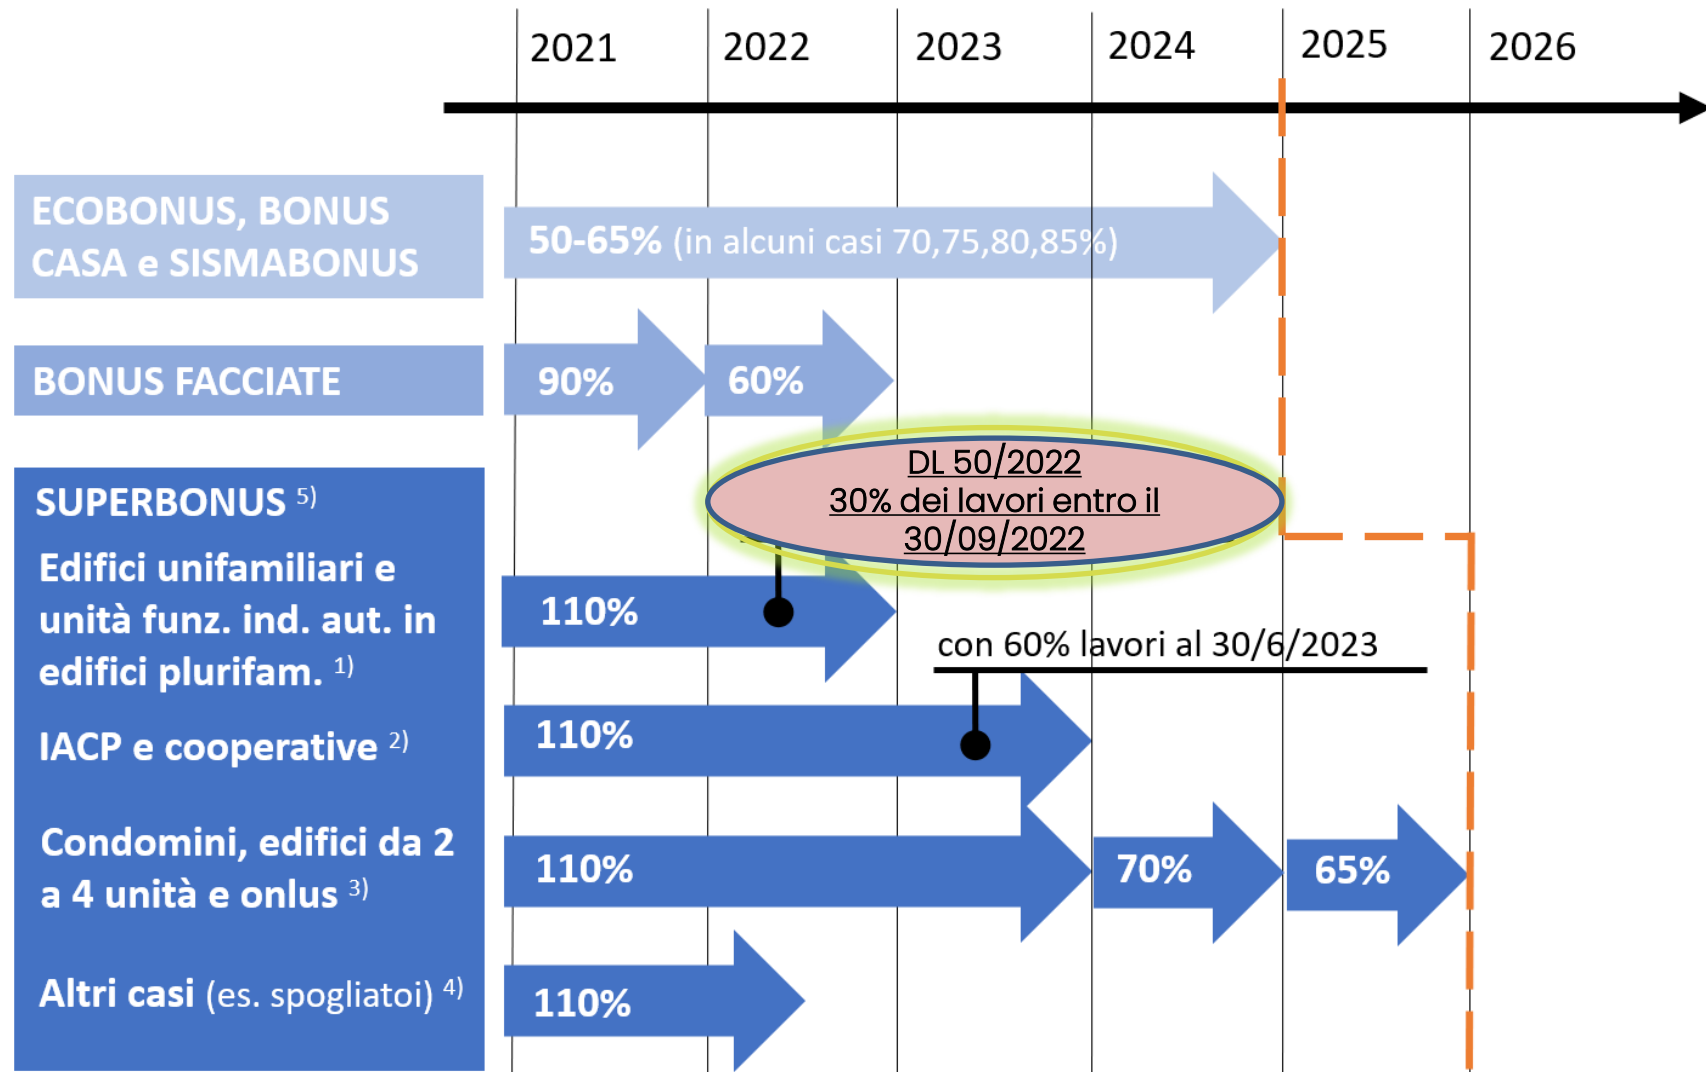 2021
2022
2023
2024
2025
2026
ECOBONUS, BONUS
CASA e SISMABONUS
50-65% (in alcuni casi 70,75,80,85%)
BONUS FACCIATE
90%
60%
DL 50/2022
30% dei lavori entro il
30/09/2022
SUPERBONUS 5)
Edifici unifamiliari e
unità funz. ind. aut. in
edifici plurifam. 1)
110%
con 60% lavori al 30/6/2023
IACP e cooperative 2)
110%
Condomini, edifici da 2
a 4 unità e onlus 3)
110%
70%
65%
Altri casi (es. spogliatoi) 4)
110%